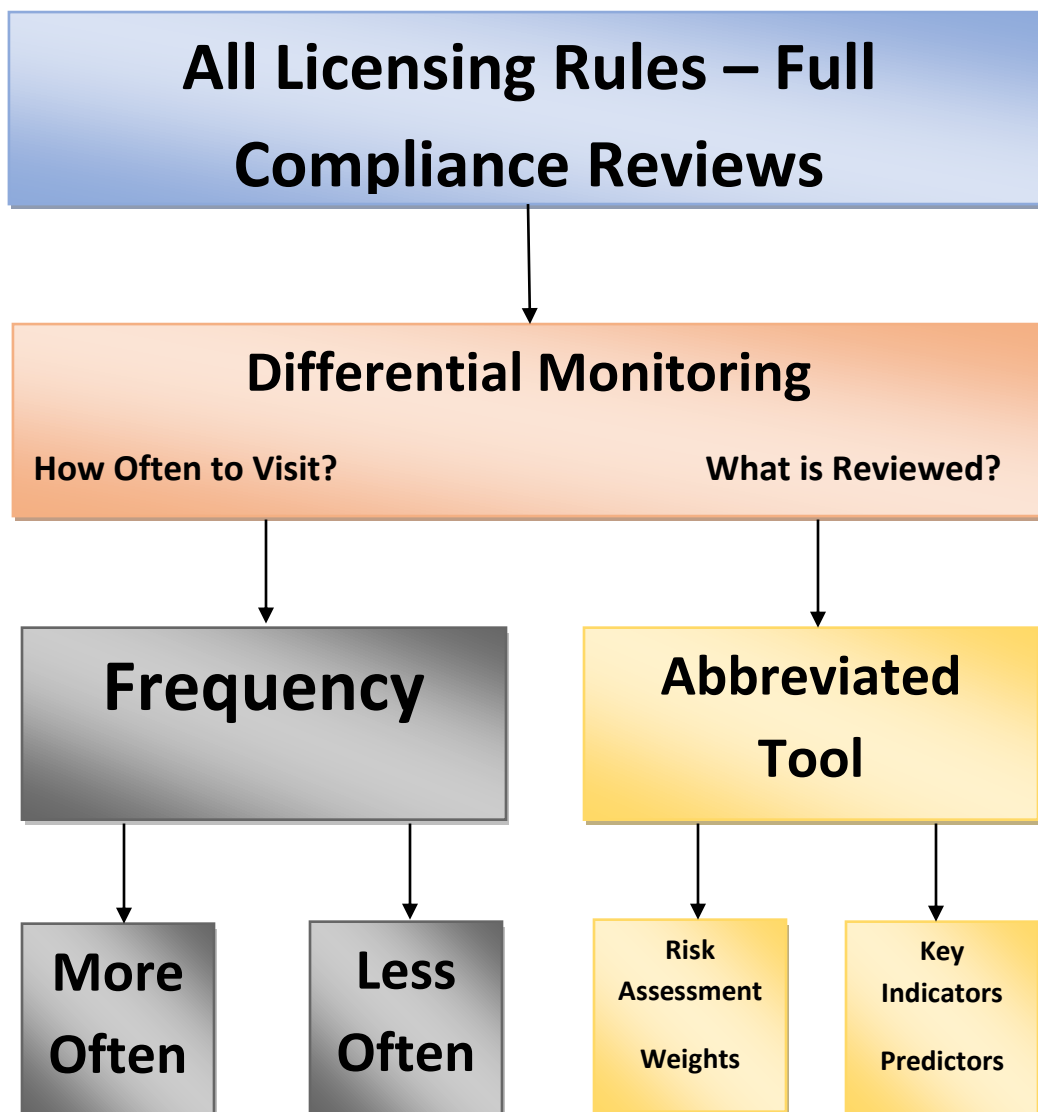 All Licensing Rules – Full
Compliance Reviews
Differential Monitoring
How Often to Visit?
What is Reviewed?
Frequency
Abbreviated
Tool
More
Often
Less
Often
Risk
Assessment
Weights
Key
Indicators
Predictors